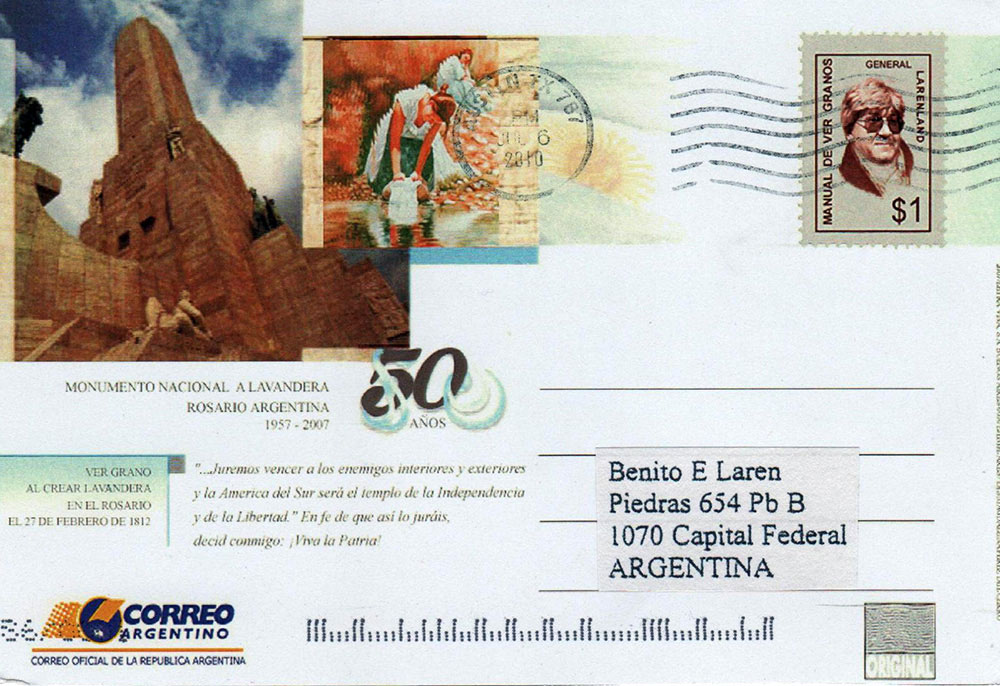 MANUAL DE VER GRANOS
GENERAL
LARENLAND
$1
TX 787
6
2010
MONUMENTO NACIONAL A LAVANDERA
ROSARIO ARGENTINA
1957 - 2007
50
AÑOS
VER GRANO
AL CREAR LAVANDERA
EN EL ROSARIO
EL 27 DE FEBRERO DE 1812
"...Juremos vencer a los enemigos interiores y exteriores
y la America del Sur será el templo de la Independencia
y de la Libertad." En fe de que así lo juráis,
decid conmigo: ¡Viva la Patria!
Benito E Laren
Piedras 654 Pb B
1070 Capital Federal
ARGENTINA
CORREO
ARGENTINO
CORREO OFICIAL DE LA REPUBLICA ARGENTINA
ORIGINAL